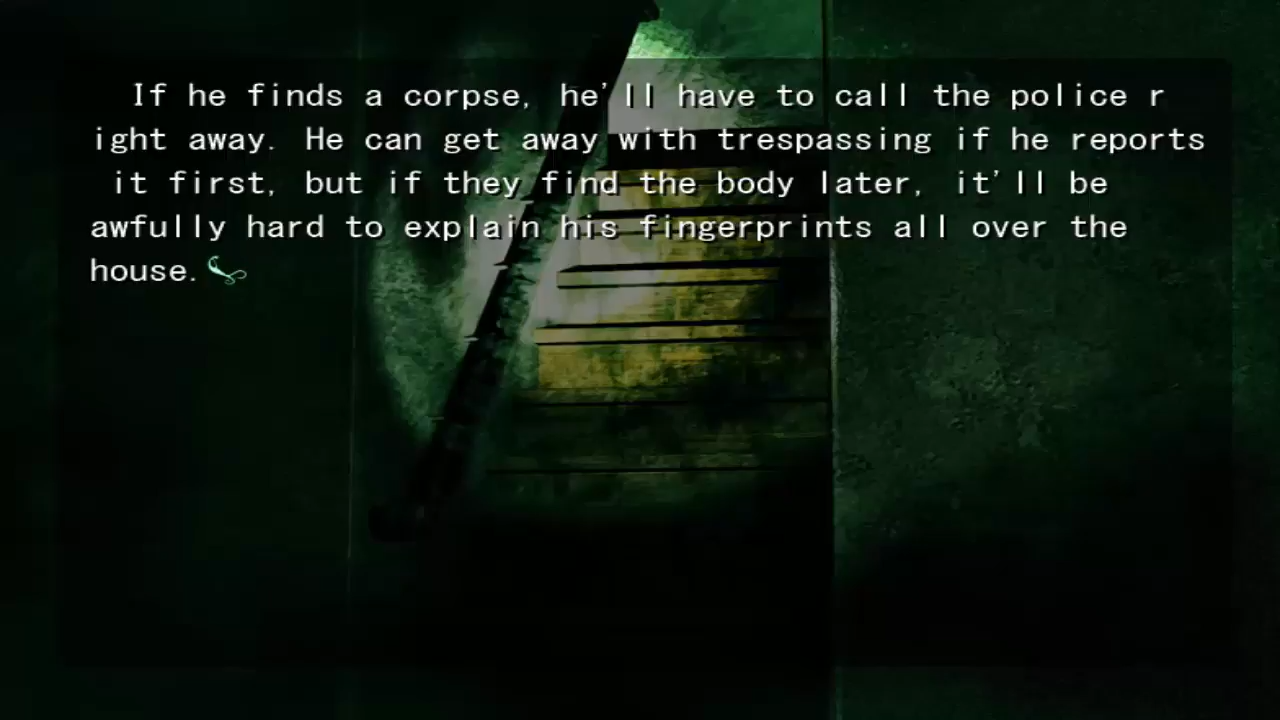 If he finds a corpse, he'll have to call the police r
ight away. He can get away with trespassing if he reports
it first, but if they find the body later, it'll be
awfully hard to explain his fingerprints all over the
house.